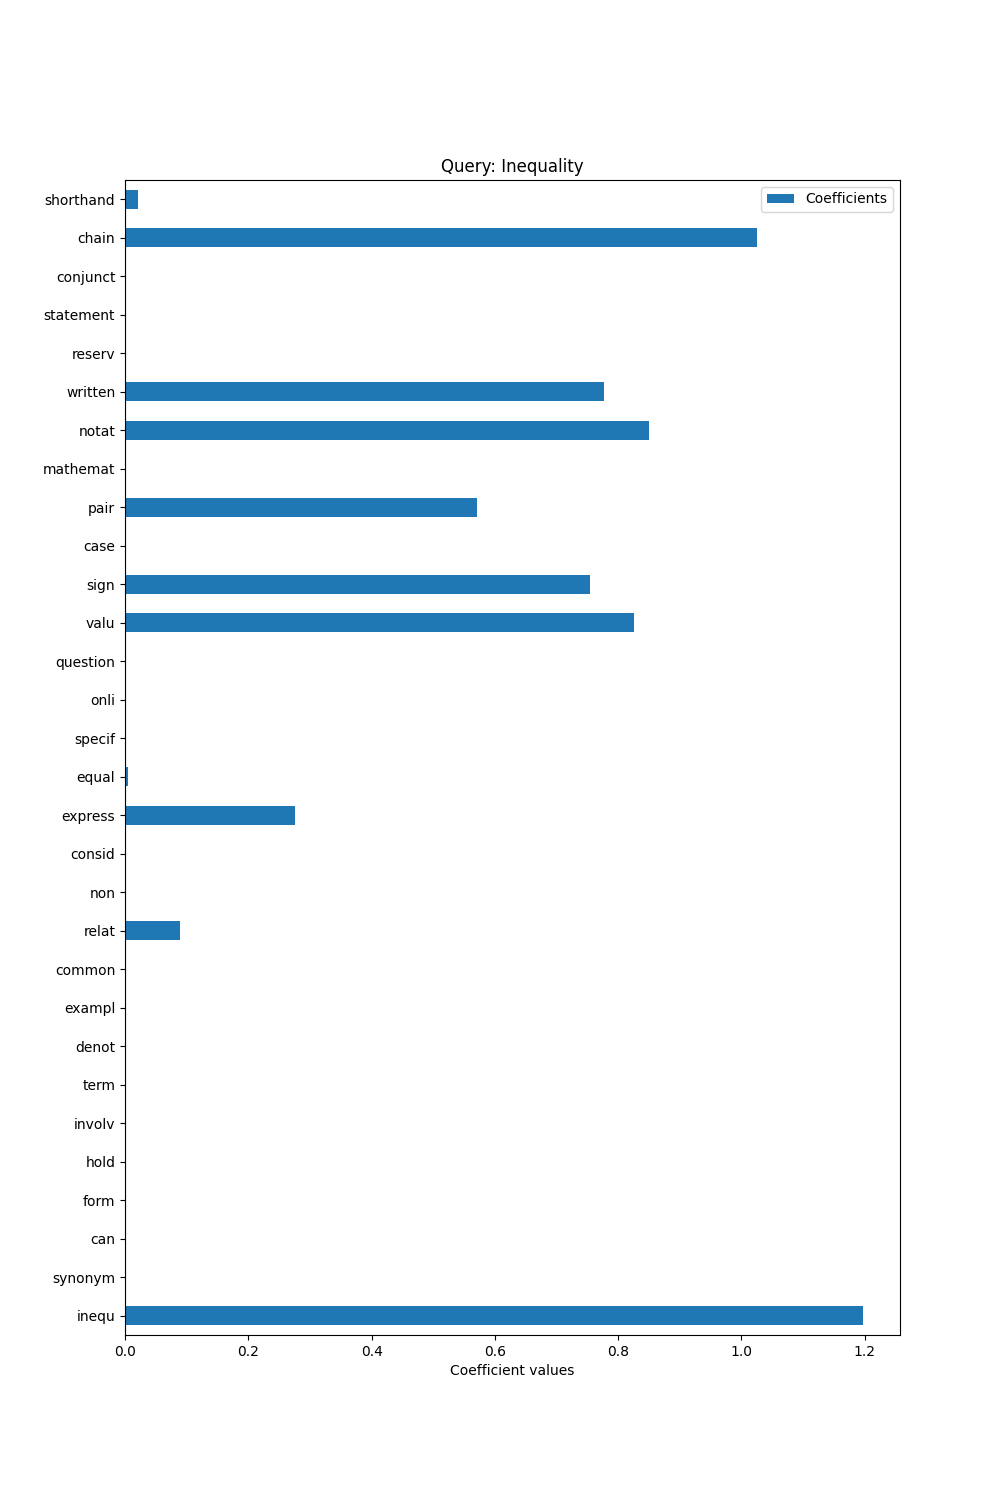 Query: Inequality
Coefficients
shorthand
chain
conjunct
statement
reserv
written
notat
mathemat
pair
case
sign
valu
question
onli
specif
equal
express
consid
non
relat
common
exampl
denot
term
involv
hold
form
can
synonym
inequ
0.0 0.2 0.4 0.6 0.8 1.0 1.2
Coefficient values